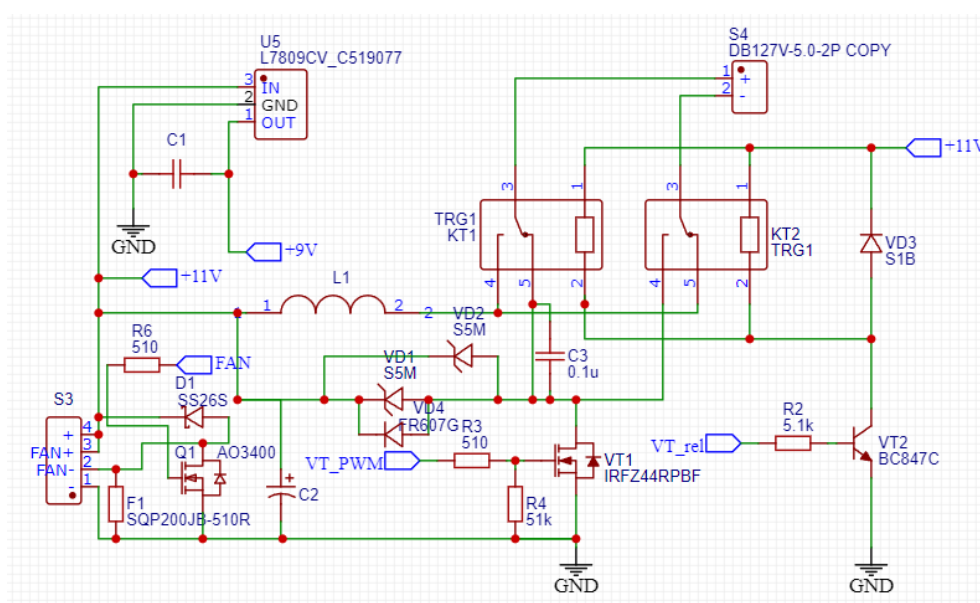 U5
L7809CV_C519077
3
IN
2
GND
1
OUT
C1
GND
+9V
+11V
S4
DB127V-5.0-2P COPY
1
+
2
-
+11V
3
1
TRG1
KT1
4
5
2
3
1
KT2
TRG1
4
5
2
VD3
S1B
L1
1
2
2
VD2
S5M
C3
0.1u
R6
510
FAN
VD1
S5M
D1
SS26S
VD4
FR607G
S3
4
+
3
FAN+
2
FAN-
1
-
Q1
AO3400
VT_PWM
R3
510
VT1
IRFZ44RPBF
VT_rel
R2
5.1k
VT2
BC847C
F1
SQP200JB-510R
C2
+
R4
51k
GND
GND